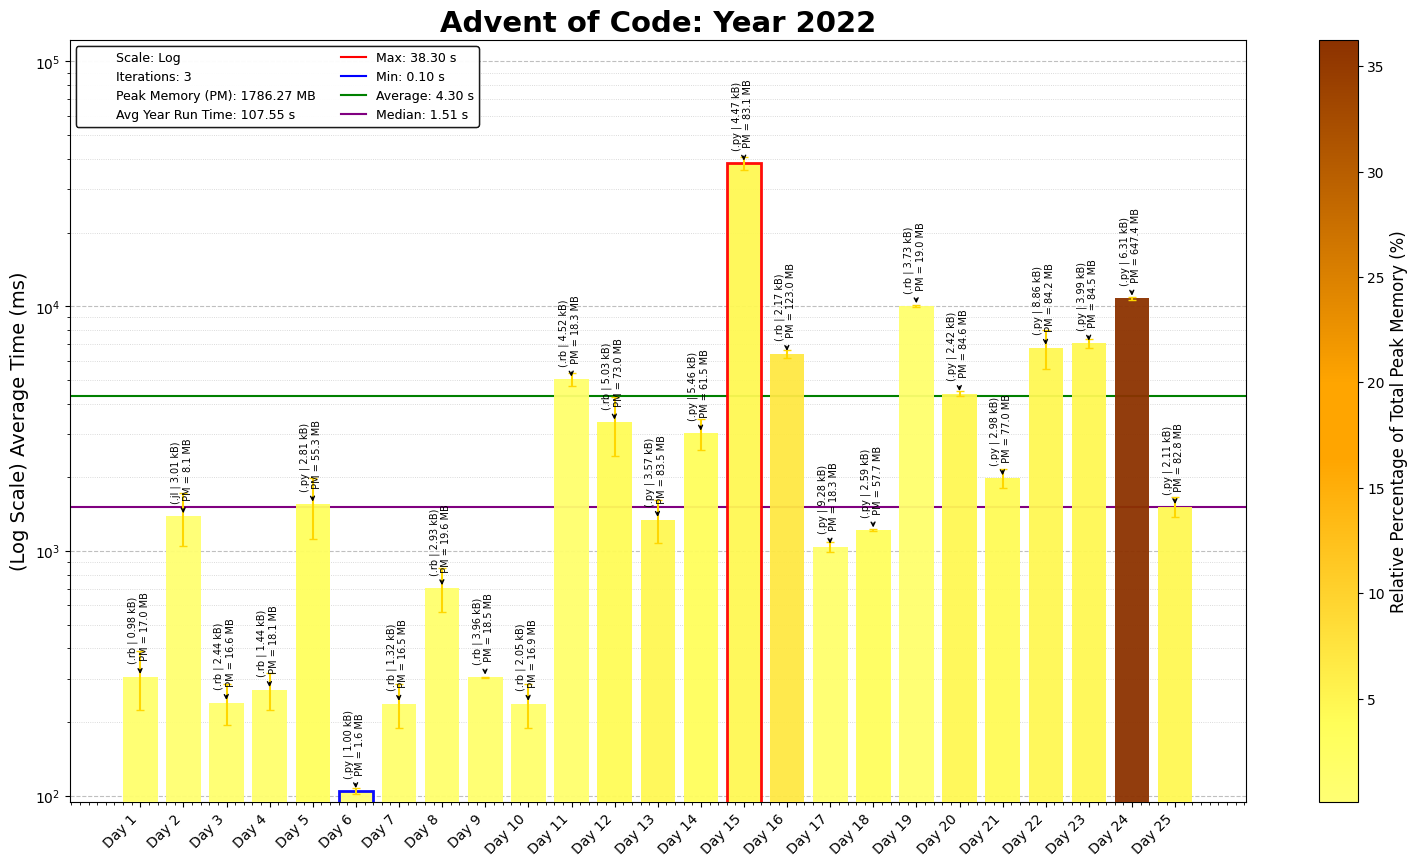 Advent of Code: Year 2022
(Log Scale) Average Time (ms)
10^5
10^4
10^3
10^2
Scale: Log
Iterations: 3
Peak Memory (PM): 1786.27 MB
Avg Year Run Time: 107.55 s
Max: 38.30 s
Min: 0.10 s
Average: 4.30 s
Median: 1.51 s
(.rb | 0.98 kB)
PM = 17.0 MB
(.jl | 3.01 kB)
PM = 8.1 MB
(.rb | 2.44 kB)
PM = 16.6 MB
(.rb | 1.44 kB)
PM = 18.1 MB
(.py | 2.81 kB)
PM = 55.3 MB
(.py | 1.00 kB)
PM = 1.6 MB
(.rb | 1.32 kB)
PM = 16.5 MB
(.rb | 2.93 kB)
PM = 19.6 MB
(.rb | 3.96 kB)
PM = 18.5 MB
(.rb | 2.05 kB)
PM = 16.9 MB
(.rb | 4.52 kB)
PM = 18.3 MB
(.rb | 5.03 kB)
PM = 73.0 MB
(.py | 3.57 kB)
PM = 83.5 MB
(.py | 5.46 kB)
PM = 61.5 MB
(.py | 4.47 kB)
PM = 83.1 MB
(.rb | 2.17 kB)
PM = 123.0 MB
(.py | 9.28 kB)
PM = 18.3 MB
(.py | 2.59 kB)
PM = 57.7 MB
(.rb | 3.73 kB)
PM = 19.0 MB
(.py | 2.42 kB)
PM = 84.6 MB
(.py | 2.98 kB)
PM = 77.0 MB
(.py | 8.86 kB)
PM = 84.2 MB
(.py | 3.99 kB)
PM = 84.5 MB
(.py | 6.31 kB)
PM = 647.4 MB
(.py | 2.11 kB)
PM = 82.8 MB
Day 1
Day 2
Day 3
Day 4
Day 5
Day 6
Day 7
Day 8
Day 9
Day 10
Day 11
Day 12
Day 13
Day 14
Day 15
Day 16
Day 17
Day 18
Day 19
Day 20
Day 21
Day 22
Day 23
Day 24
Day 25
35
30
25
20
15
10
5
Relative Percentage of Total Peak Memory (%)